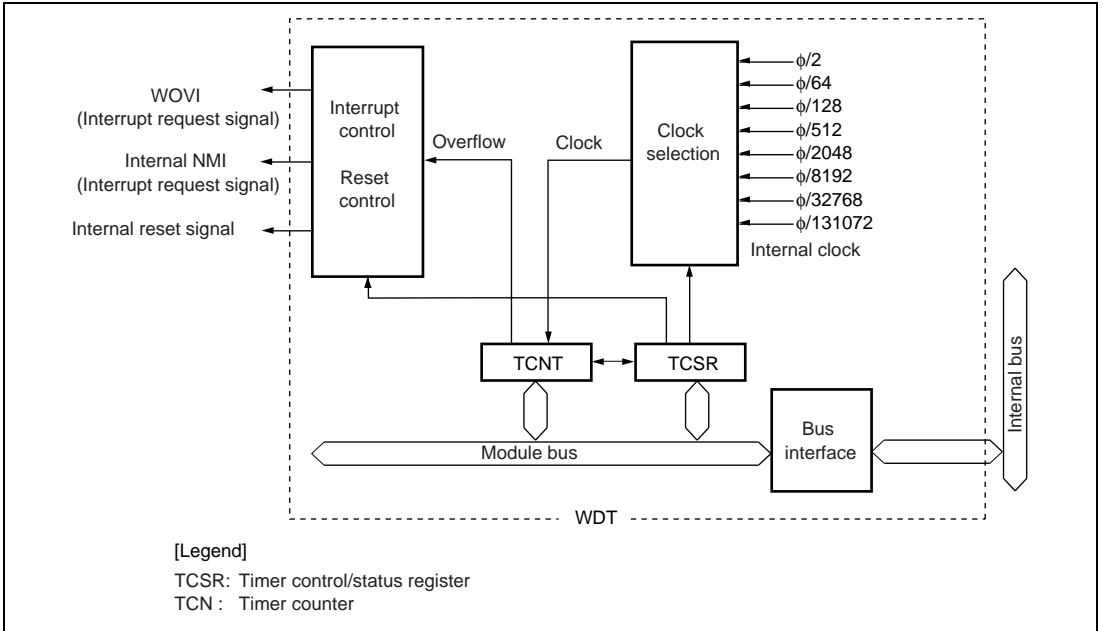 WOVI
(Interrupt request signal)
Internal NMI
(Interrupt request signal)
Internal reset signal
Interrupt
control
Reset
control
Overflow
Clock
Clock
selection
ϕ/2
ϕ/64
ϕ/128
ϕ/512
ϕ/2048
ϕ/8192
ϕ/32768
ϕ/131072
Internal clock
TCNT
TCSR
Module bus
Bus
interface
Internal bus
WDT
[Legend]
TCSR: Timer control/status register
TCN : Timer counter